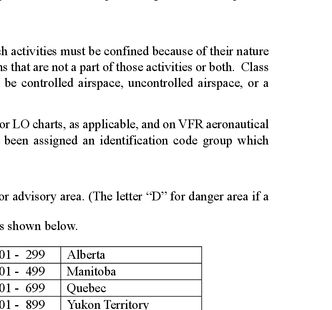 h activities must be confined because of their nature
s that are not a part of those activities or both. Class
be controlled airspace, uncontrolled airspace, or a
or LO charts, as applicable, and on VFR aeronautical
been assigned an identification code group which
or advisory area. (The letter “D” for danger area if a
s shown below.
01 - 299 Alberta
01 - 499 Manitoba
01 - 699 Quebec
01 - 899 Yukon Territory